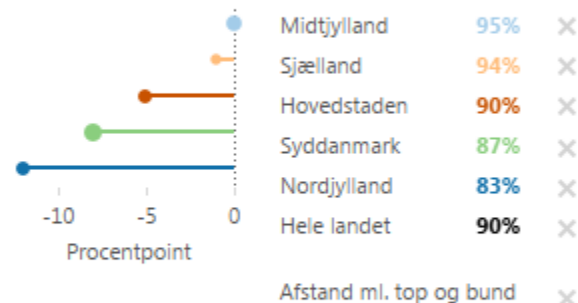 Midtjylland 95%
Sjælland 94%
Hovedstaden 90%
Syddanmark 87%
Nordjylland 83%
-10 -5 0
Hele landet 90%
Procentpoint
Afstand ml. top og bund